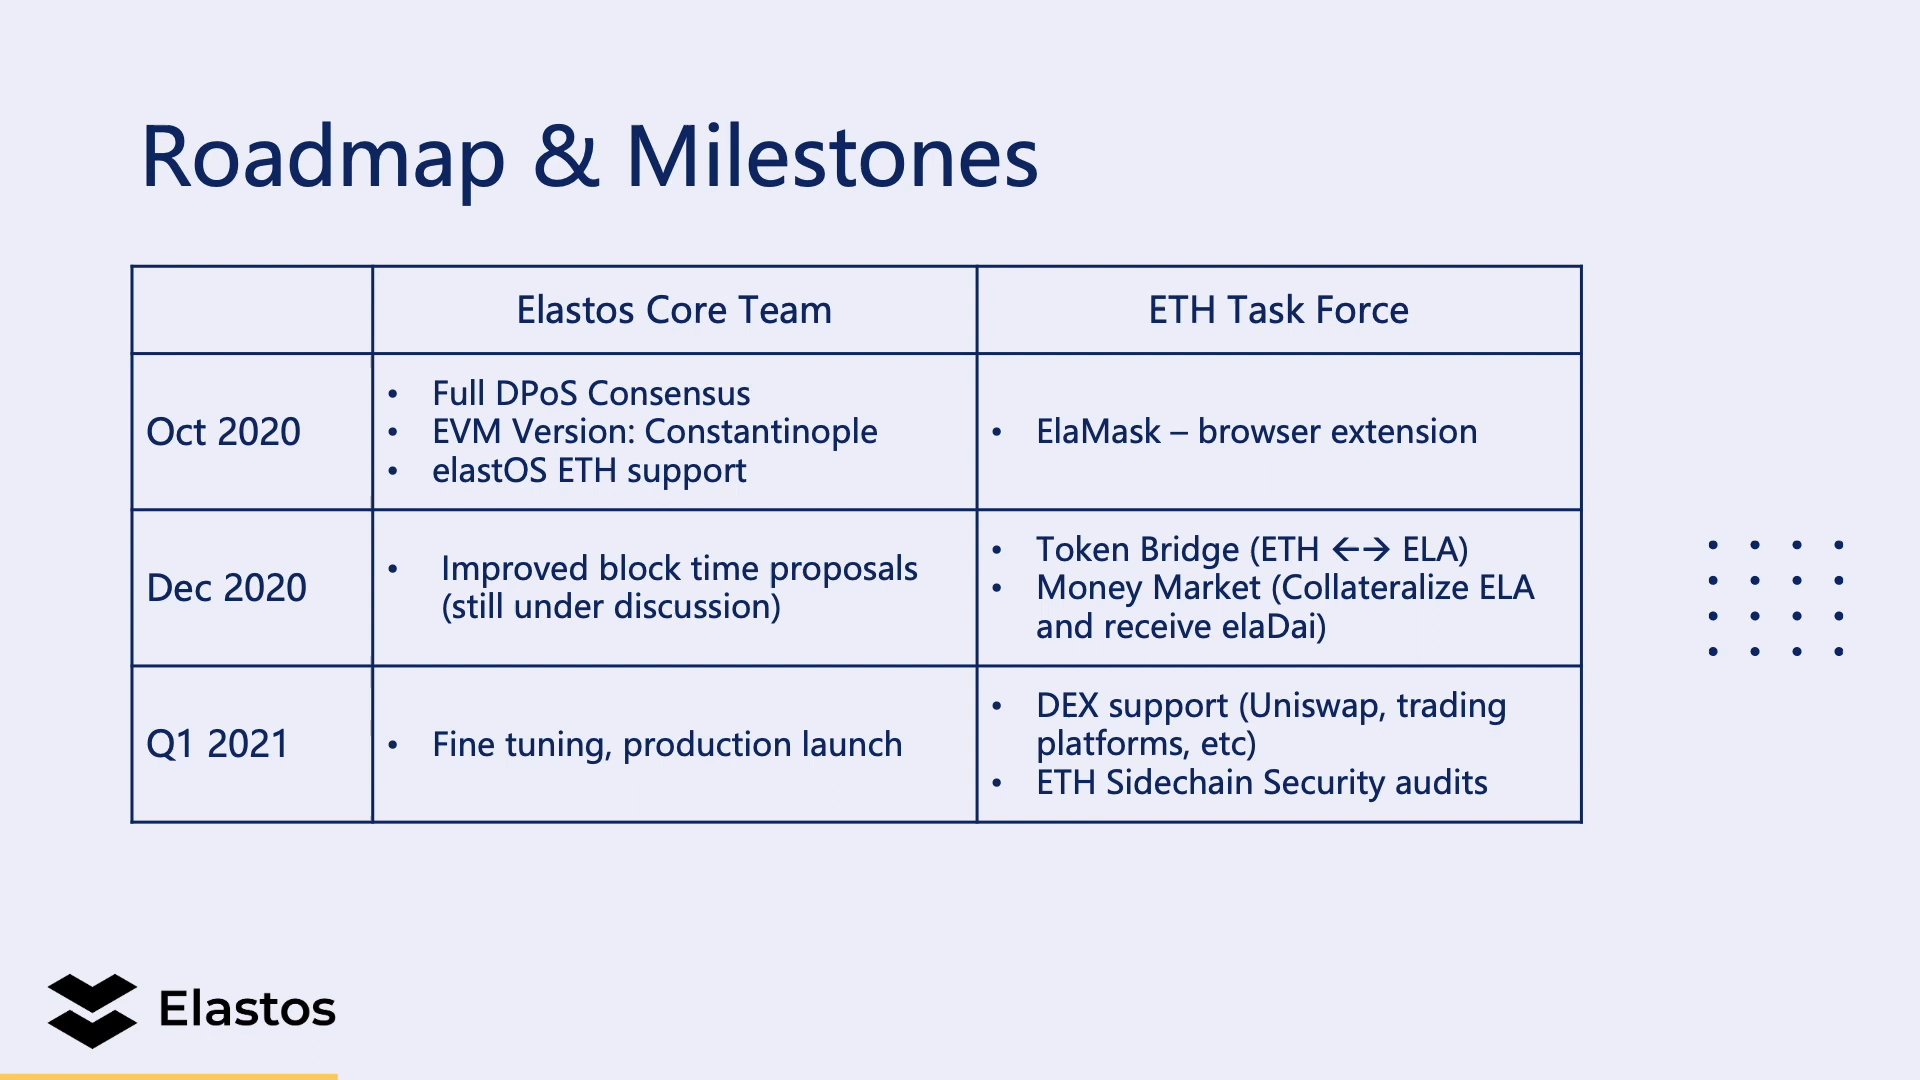 Roadmap & Milestones
Elastos Core Team
ETH Task Force
Oct 2020
• Full DPoS Consensus
• EVM Version: Constantinople
• elastOS ETH support
• ElaMask – browser extension
Dec 2020
• Improved block time proposals
(still under discussion)
• Token Bridge (ETH ←→ ELA)
• Money Market (Collateralize ELA
and receive elaDai)
Q1 2021
• Fine tuning, production launch
• DEX support (Uniswap, trading
platforms, etc)
• ETH Sidechain Security audits
Elastos